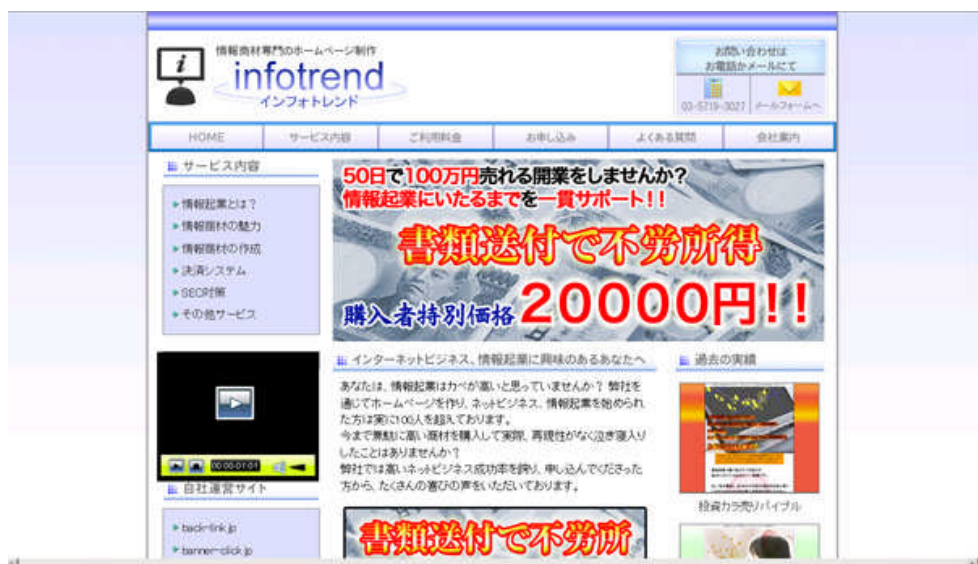 情報商材専門のホームページ制作
infotrend
インフォトレンド
お問い合わせは
お電話かメールにて
03-5719-3027
メールフォームへ
HOME サービス内容 ご利用料金 お申し込み よくある質問 会社案内
サービス内容
情報起業とは？
情報商材の魅力
情報商材の作成
決済システム
SEO対策
その他サービス
50日で100万円売れる開業をしませんか？
情報起業にいたるまでを一貫サポート！！
書類送付で不労所得
購入者特別価格 20000円！！
00:00-01:01
自社運営サイト
back-link.jp
banner-click.jp
インターネットビジネス、情報起業に興味のあるあなたへ
あなたは、情報起業はカベが高いと思っていませんか？ 弊社を
通じてホームページを作り、ネットビジネス、情報起業を始められ
た方は実に100人を超えております。
今まで無駄に高い商材を購入して実際、再現性がなく泣き寝入り
したことはありませんか？
弊社では高いネットビジネス成功率を誇り、申し込んでくださった
方から、たくさんの喜びの声をいただいております。
書類送付で不労所
過去の実績
投資カラ売りバイブル